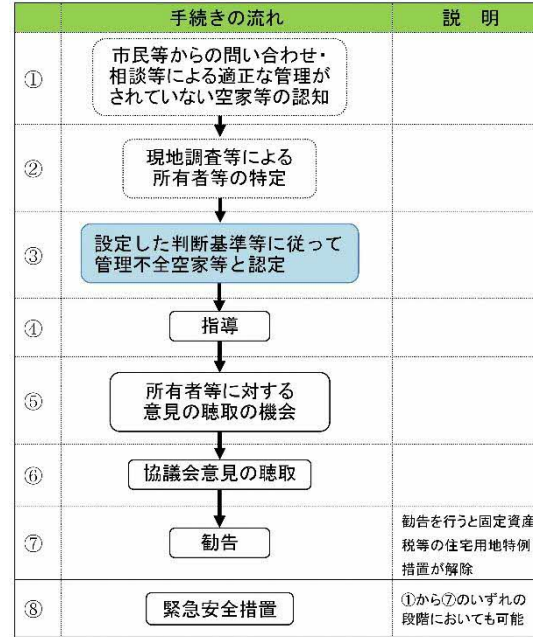 手続きの流れ 説 明
① 市民等からの問い合わせ・
相談等による適正な管理が
されていない空家等の認知
② 現地調査等による
所有者等の特定
③ 設定した判断基準等に従って
管理不全空家等と認定
④ 指導
⑤ 所有者等に対する
意見の聴取の機会
⑥ 協議会意見の聴取
⑦ 勧告
勧告を行うと固定資産
税等の住宅用地特例
措置が解除
⑧ 緊急安全措置
①から⑦のいずれの
段階においても可能